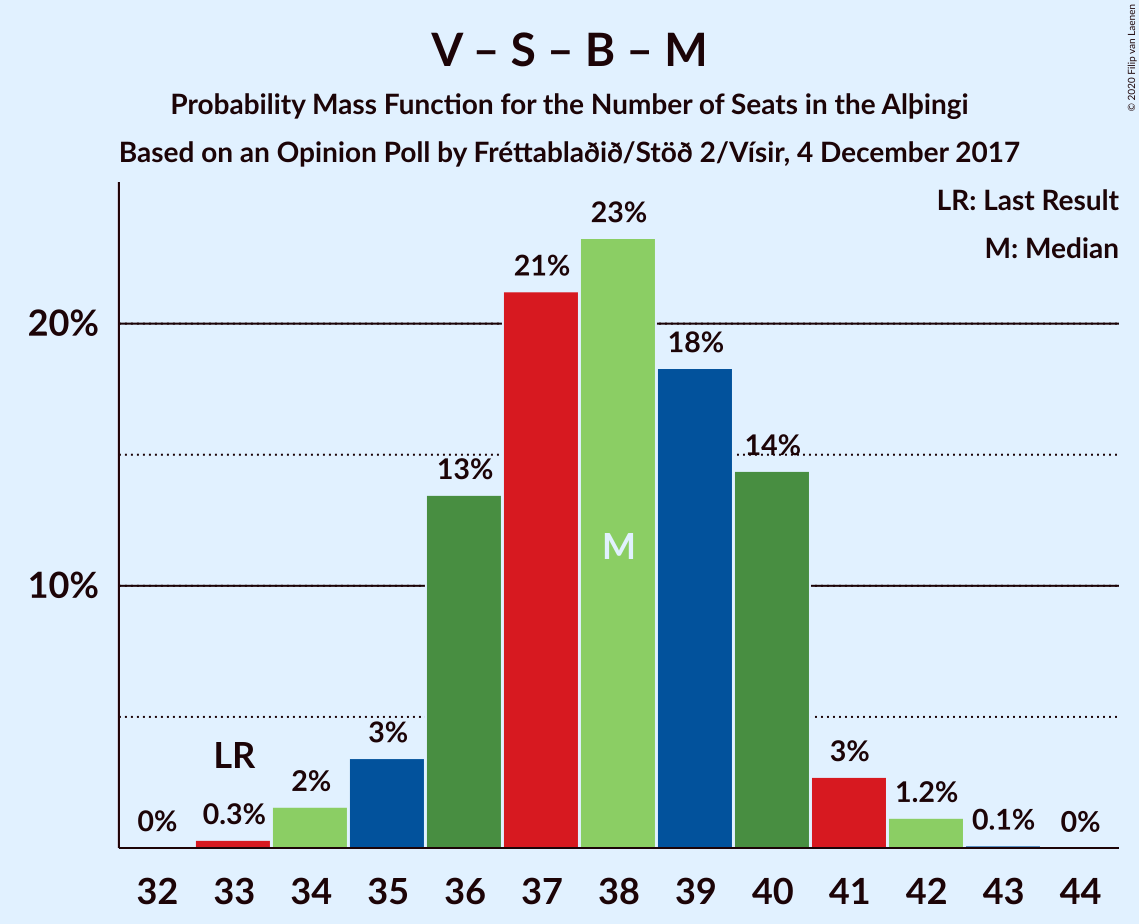 V – S – B – M
Probability Mass Function for the Number of Seats in the Alþingi
Based on an Opinion Poll by Fréttablaðið/Stöð 2/Vísir, 4 December 2017
© 2020 Filip van Laenen
LR: Last Result
M: Median
20%
10%
0%
0.3%
LR
2%
3%
13%
21%
23%
M
18%
14%
3%
1.2%
0.1%
0%
32 33 34 35 36 37 38 39 40 41 42 43 44